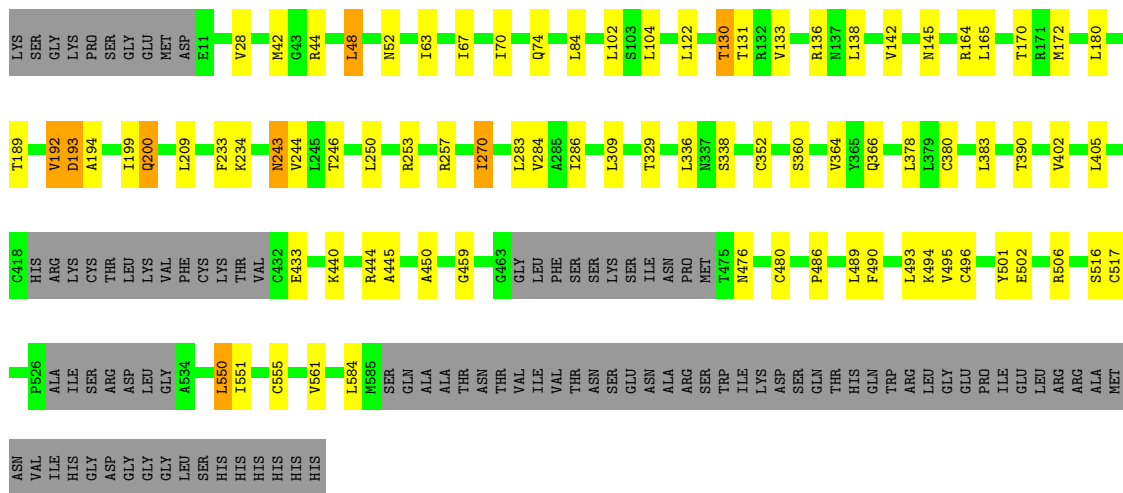 LYS SER GLY LYS PRO SER GLY GLU MET ASP E11 V28 M42 G43 R44 L48 N52 I63 I67 I70 Q74 L84 L102 S103 L104 L122 T130 T131 R132 V133 R136 N137 L138 V142 N145 R164 L165 T170 R171 M172 L180
T189 V192 D193 A194 I199 Q200 L209 F233 K234 N243 V244 L245 T246 L250 R253 R257 I270 L283 V284 A285 I286 L309 T329 L336 N337 S338 C352 S360 V364 Y365 Q366 L378 L379 C380 L383 T390 V402 L405
C418 HIS ARG LYS CYS THR LEU LYS VAL PHE CYS LYS THR VAL C432 E433 K440 R444 A445 A450 G459 G463 GLY LEU PHE SER SER LYS SER ILE ASN PRO MET T475 N476 C480 P486 L489 F490 L493 K494 V495 C496 Y501 E502 R506 S516 C517
P526 ALA ILE SER ARG ASP LEU GLY A534 L550 I551 C555 V561 L584 M585 SER GLN ALA ALA THR ASN THR VAL ILE VAL THR ASN SER GLU ASN ALA ARG SER TRP ILE LYS ASP SER GLN THR HIS GLN TRP ARG LEU GLY GLU PRO ILE GLU LEU ARG ARG ALA MET
ASN VAL ILE HIS GLY ASP GLY GLY LEU SER HIS HIS HIS HIS HIS HIS